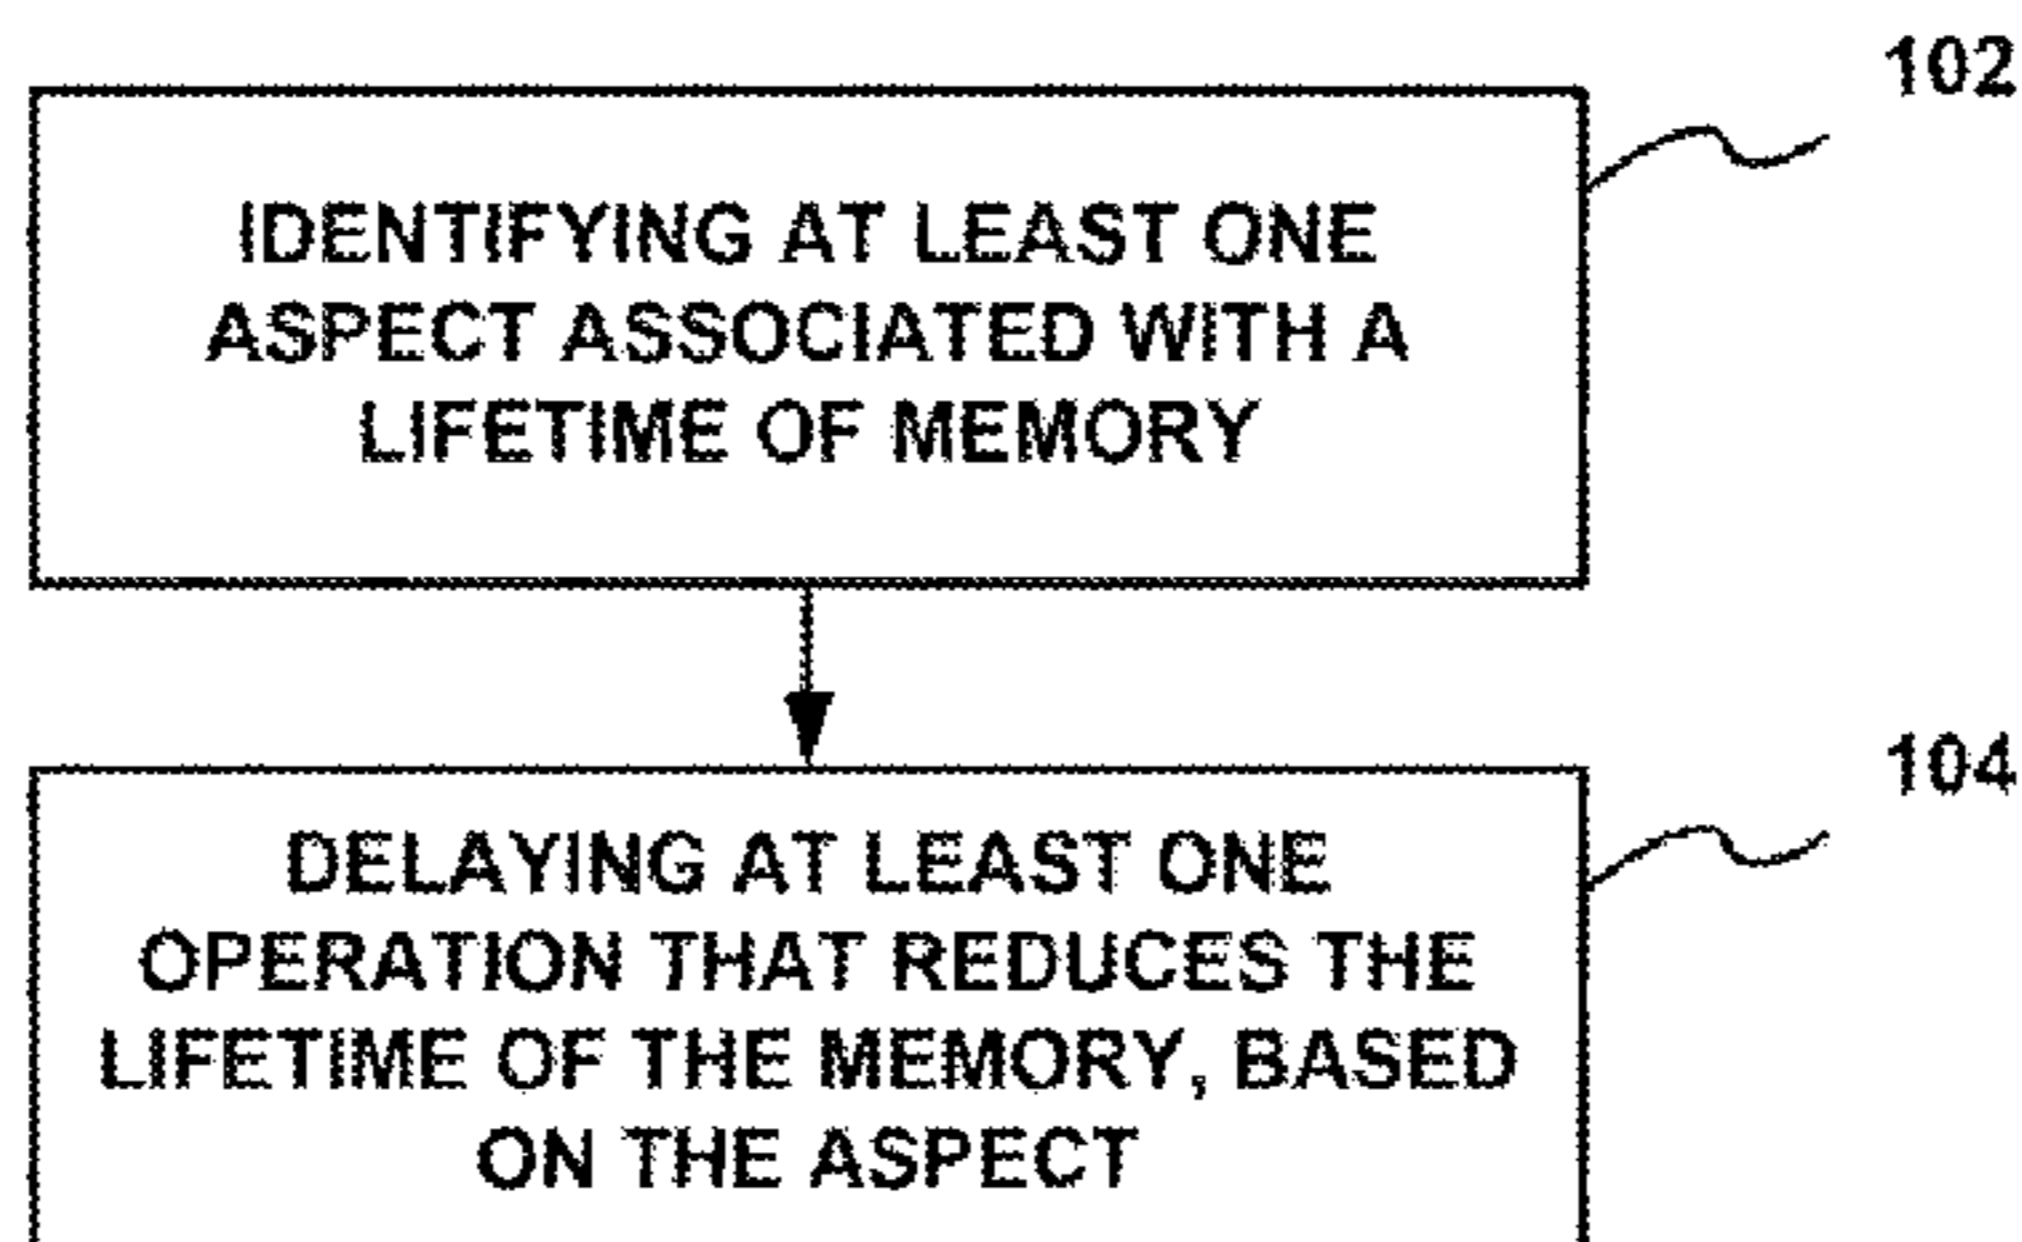 102
IDENTIFYING AT LEAST ONE
ASPECT ASSOCIATED WITH A
LIFETIME OF MEMORY
104
DELAYING AT LEAST ONE
OPERATION THAT REDUCES THE
LIFETIME OF THE MEMORY, BASED
ON THE ASPECT